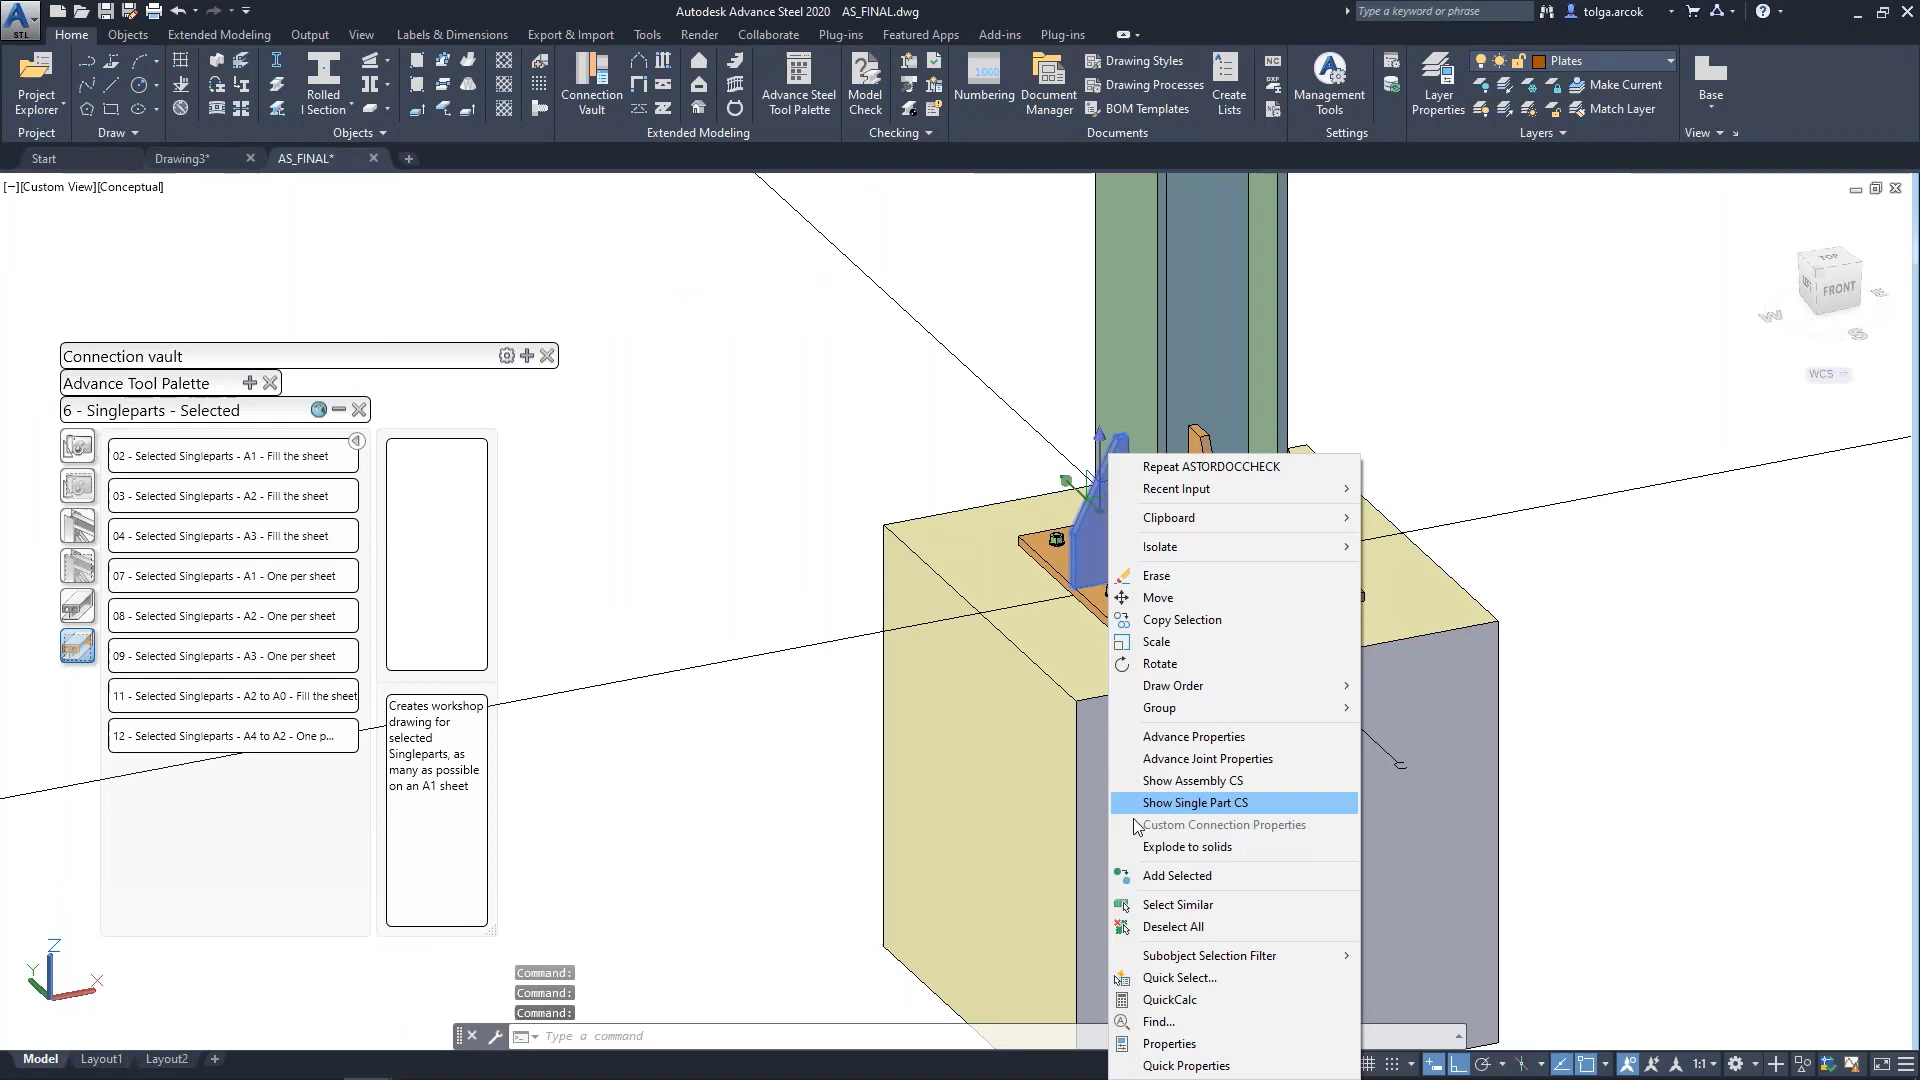 Autodesk Advance Steel 2020 AS_FINAL.dwg
Type a keyword or phrase
tolga.arcok
STL
Home Objects Extended Modeling Output View Labels & Dimensions Export & Import Tools Render Collaborate Plug-ins Featured Apps Add-ins Plug-ins
Project Explorer
Project
Draw
Rolled I Section
Objects
Connection Vault
Extended Modeling
Advance Steel Tool Palette
Model Check
Checking
1000
Numbering
Document Manager
Drawing Styles
Drawing Processes
BOM Templates
Create Lists
NC
DXF
NC
Documents
Management Tools
Settings
Layer Properties
Plates
Make Current
Match Layer
Layers
Base
View
Start
Drawing3*
AS_FINAL*
[−][Custom View][Conceptual]
TOP
FRONT
W
S
E
WCS
Connection vault
Advance Tool Palette
6 - Singleparts - Selected
02 - Selected Singleparts - A1 - Fill the sheet
03 - Selected Singleparts - A2 - Fill the sheet
04 - Selected Singleparts - A3 - Fill the sheet
07 - Selected Singleparts - A1 - One per sheet
08 - Selected Singleparts - A2 - One per sheet
09 - Selected Singleparts - A3 - One per sheet
11 - Selected Singleparts - A2 to A0 - Fill the sheet
12 - Selected Singleparts - A4 to A2 - One p...
Creates workshop
drawing for
selected
Singleparts, as
many as possible
on an A1 sheet
Repeat ASTORDOCCHECK
Recent Input
Clipboard
Isolate
Erase
Move
Copy Selection
Scale
Rotate
Draw Order
Group
Advance Properties
Advance Joint Properties
Show Assembly CS
Show Single Part CS
Custom Connection Properties
Explode to solids
Add Selected
Select Similar
Deselect All
Subobject Selection Filter
Quick Select...
QuickCalc
Find...
Properties
Quick Properties
Z
Y
X
Command:
Command:
Command:
Type a command
Model Layout1 Layout2
1:1